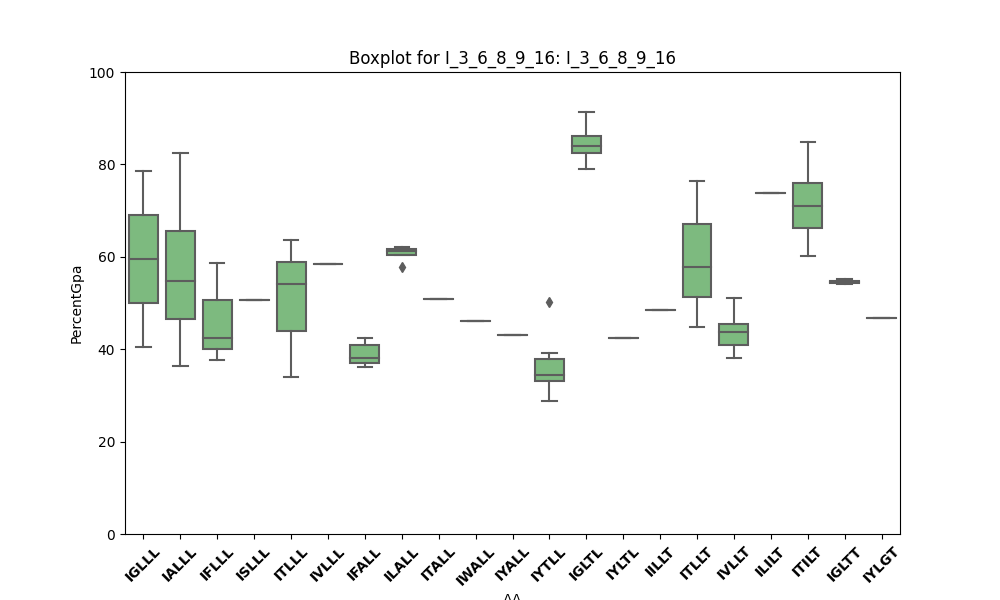 Boxplot for I_3_6_8_9_16: I_3_6_8_9_16
100
80
60
40
20
0
PercentGpa
IGLLL
IALLL
IFLLL
ISLLL
ITLLL
IVLLL
IFALL
ILALL
ITALL
IWALL
IYALL
IYTLL
IGLTL
IYLTL
IILLT
ITLLT
IVLLT
ILILT
ITILT
IGLTT
IYLGT
AA